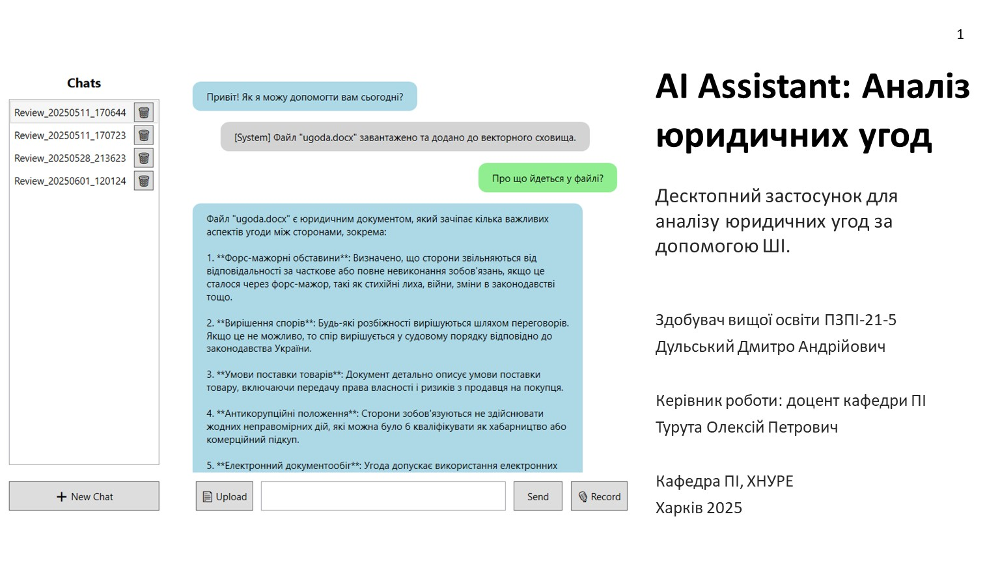 1
Chats
Review_20250511_170644
Review_20250511_170723
Review_20250528_213623
Review_20250601_120124
+ New Chat
Привіт! Як я можу допомогти вам сьогодні?
[System] Файл "ugoda.docx" завантажено та додано до векторного сховища.
Про що йдеться у файлі?
Файл "ugoda.docx" є юридичним документом, який зачіпає кілька важливих
аспектів угоди між сторонами, зокрема:
1. **Форс-мажорні обставини**: Визначено, що сторони звільняються від
відповідальності за часткове або повне невиконання зобов'язань, якщо це
сталося через форс-мажор, такі як стихійні лиха, війни, зміни в законодавстві
тощо.
2. **Вирішення спорів**: Будь-які розбіжності вирішуються шляхом переговорів.
Якщо це не можливо, то спір вирішується у судовому порядку відповідно до
законодавства України.
3. **Умови поставки товарів**: Документ детально описує умови поставки
товару, включаючи передачу права власності і ризиків з продавця на покупця.
4. **Антикорупційні положення**: Сторони зобов'язуються не здійснювати
жодних неправомірних дій, які можна було б кваліфікувати як хабарництво або
комерційний підкуп.
5. **Електронний документообіг**: Угода допускає використання електронних
Upload
Send
Record
AI Assistant: Аналіз
юридичних угод
Десктопний застосунок для
аналізу юридичних угод за
допомогою ШІ.
Здобувач вищої освіти ПЗПІ-21-5
Дульський Дмитро Андрійович
Керівник роботи: доцент кафедри ПІ
Турута Олексій Петрович
Кафедра ПІ, ХНУРЕ
Харків 2025